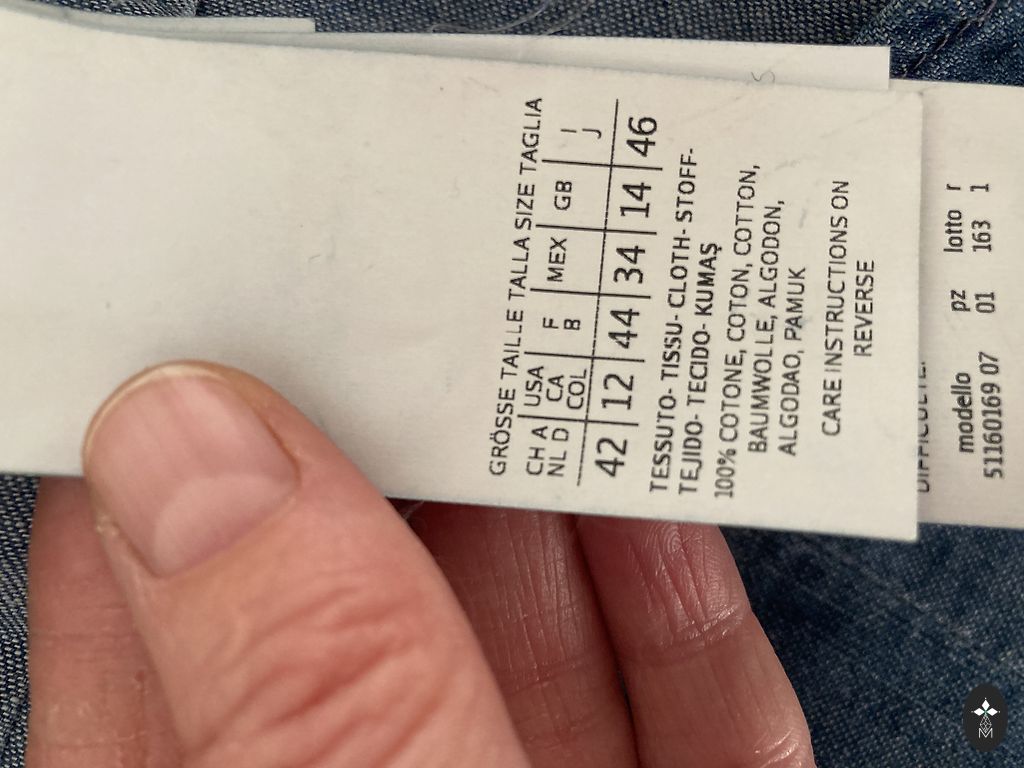 GRÖSSE TAILLE TALLA SIZE TAGLIA
CH A USA F MEX GB I
NL D CA B J
COL
42 12 44 34 14 46
TESSUTO- TISSU- CLOTH- STOFF-
TEJIDO- TECIDO- KUMAŞ
100% COTONE, COTON, COTTON,
BAUMWOLLE, ALGODON,
ALGODAO, PAMUK
CARE INSTRUCTIONS ON
REVERSE
modello pz lotto r
51160169 07 01 163 1
M